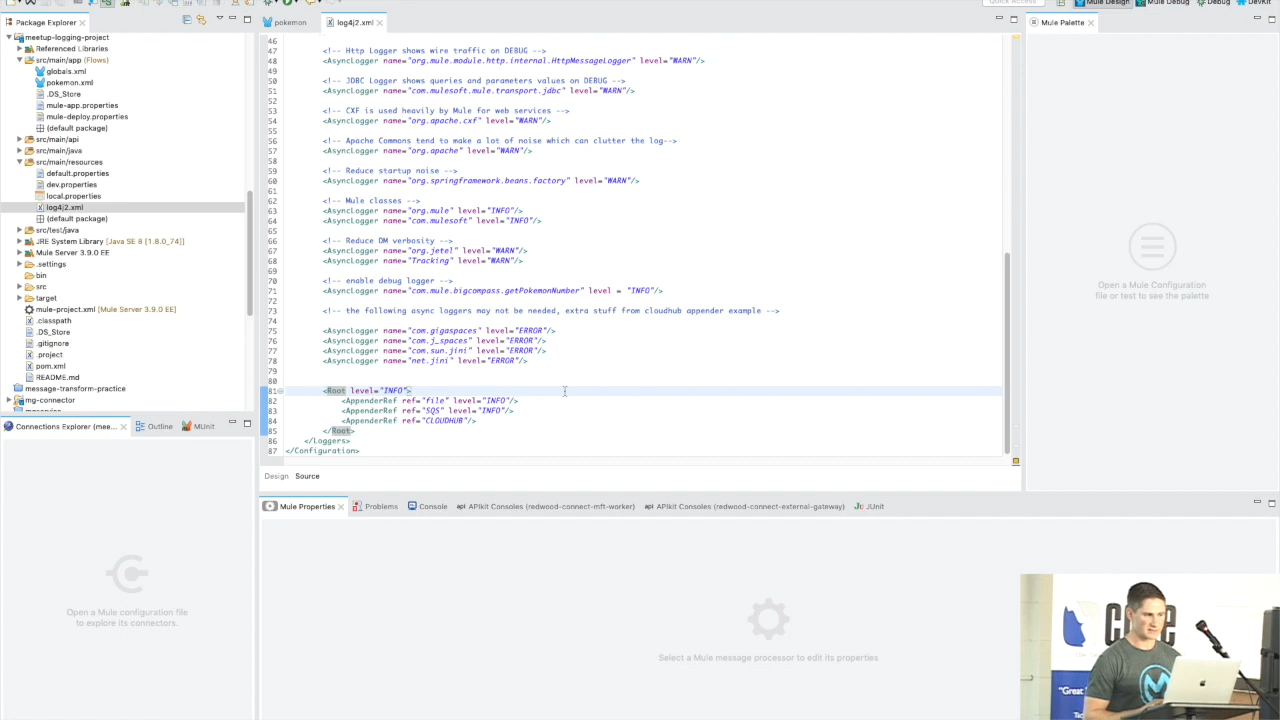 Quick Access
Mule Design
Mule Debug
Debug
DevKit
Package Explorer
meetup-logging-project
Referenced Libraries
src/main/app (Flows)
globals.xml
pokemon.xml
.DS_Store
mule-app.properties
mule-deploy.properties
(default package)
src/main/api
src/main/java
src/main/resources
default.properties
dev.properties
local.properties
log4j2.xml
(default package)
src/test/java
JRE System Library [Java SE 8 [1.8.0_74]]
Mule Server 3.9.0 EE
.settings
bin
src
target
mule-project.xml [Mule Server 3.9.0 EE]
.classpath
.DS_Store
.gitignore
.project
pom.xml
README.md
message-transform-practice
mg-connector
pokemon
log4j2.xml
46
47 <!-- Http Logger shows wire traffic on DEBUG -->
48 <AsyncLogger name="org.mule.module.http.internal.HttpMessageLogger" level="WARN"/>
49
50 <!-- JDBC Logger shows queries and parameters values on DEBUG -->
51 <AsyncLogger name="com.mulesoft.mule.transport.jdbc" level="WARN"/>
52
53 <!-- CXF is used heavily by Mule for web services -->
54 <AsyncLogger name="org.apache.cxf" level="WARN"/>
55
56 <!-- Apache Commons tend to make a lot of noise which can clutter the log-->
57 <AsyncLogger name="org.apache" level="WARN"/>
58
59 <!-- Reduce startup noise -->
60 <AsyncLogger name="org.springframework.beans.factory" level="WARN"/>
61
62 <!-- Mule classes -->
63 <AsyncLogger name="org.mule" level="INFO"/>
64 <AsyncLogger name="com.mulesoft" level="INFO"/>
65
66 <!-- Reduce DM verbosity -->
67 <AsyncLogger name="org.jetel" level="WARN"/>
68 <AsyncLogger name="Tracking" level="WARN"/>
69
70 <!-- enable debug logger -->
71 <AsyncLogger name="com.mule.bigcompass.getPokemonNumber" level = "INFO"/>
72
73 <!-- the following async loggers may not be needed, extra stuff from cloudhub appender example -->
74
75 <AsyncLogger name="com.gigaspaces" level="ERROR"/>
76 <AsyncLogger name="com.j_spaces" level="ERROR"/>
77 <AsyncLogger name="com.sun.jini" level="ERROR"/>
78 <AsyncLogger name="net.jini" level="ERROR"/>
79
80
81 <Root level="INFO">
82 <AppenderRef ref="file" level="INFO"/>
83 <AppenderRef ref="SQS" level="INFO"/>
84 <AppenderRef ref="CLOUDHUB"/>
85 </Root>
86 </Loggers>
87 </Configuration>
Design Source
Mule Palette
Open a Mule Configuration
file or test to see the palette
Connections Explorer (mee...
Outline
MUnit
Open a Mule configuration file
to explore its connectors.
Mule Properties
Problems
Console
API APIkit Consoles (redwood-connect-mft-worker)
API APIkit Consoles (redwood-connect-external-gateway)
JUnit
Select a Mule message processor to edit its properties
"Great